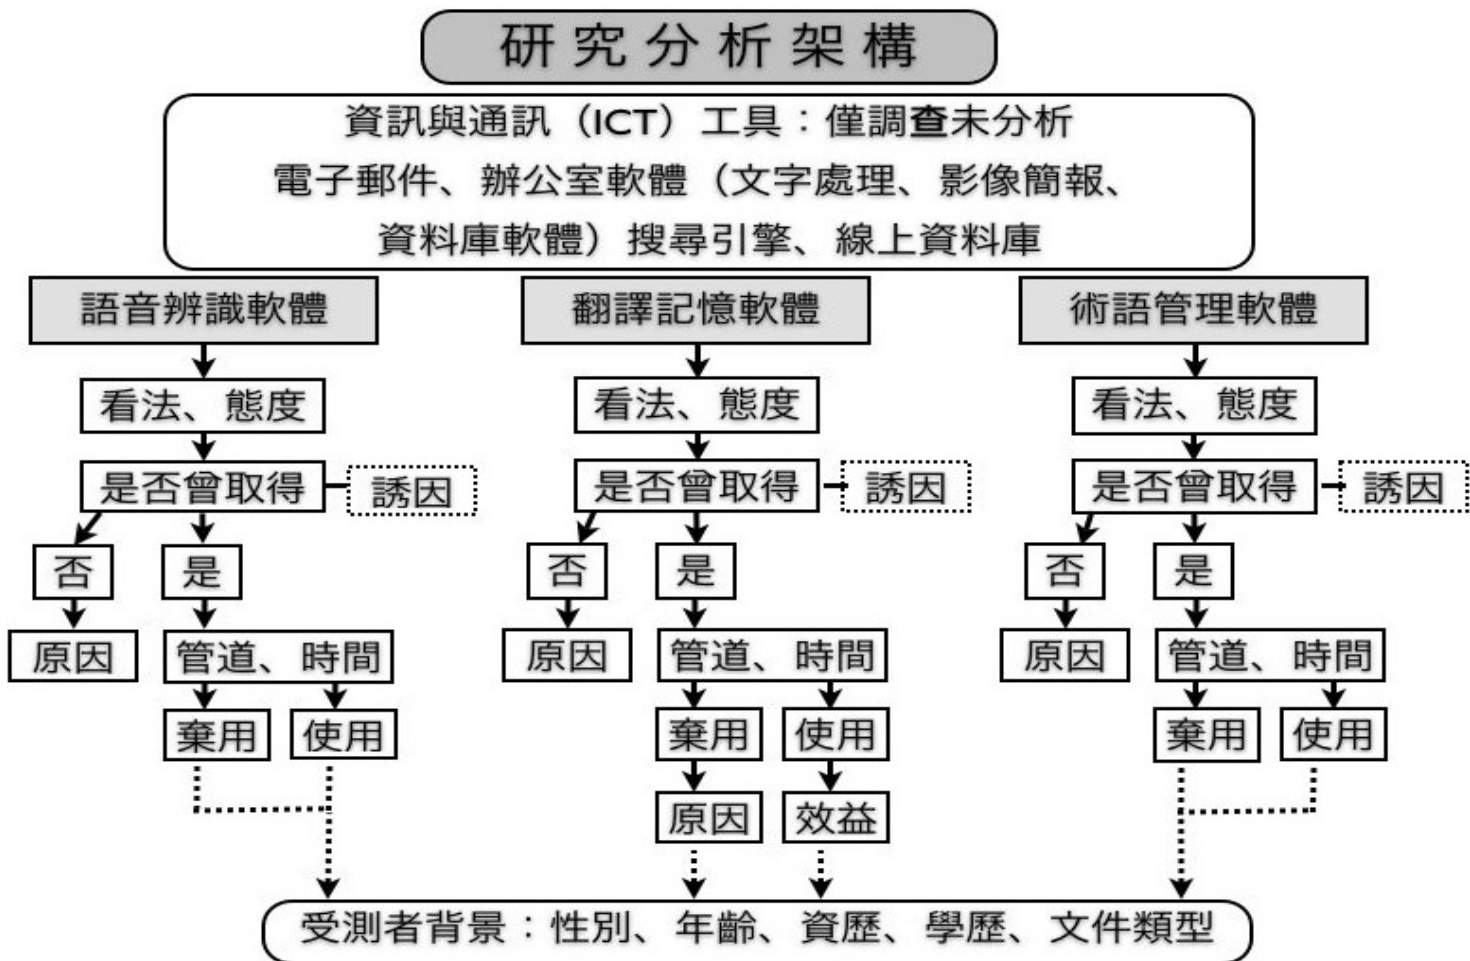 研究分析架構
資訊與通訊（ICT）工具：僅調查未分析
電子郵件、辦公室軟體（文字處理、影像簡報、
資料庫軟體）搜尋引擎、線上資料庫
語音辨識軟體
看法、態度
是否曾取得
誘因
否
是
原因
管道、時間
棄用
使用
翻譯記憶軟體
看法、態度
是否曾取得
誘因
否
是
原因
管道、時間
棄用
使用
原因
效益
術語管理軟體
看法、態度
是否曾取得
誘因
否
是
原因
管道、時間
棄用
使用
受測者背景：性別、年齡、資歷、學歷、文件類型